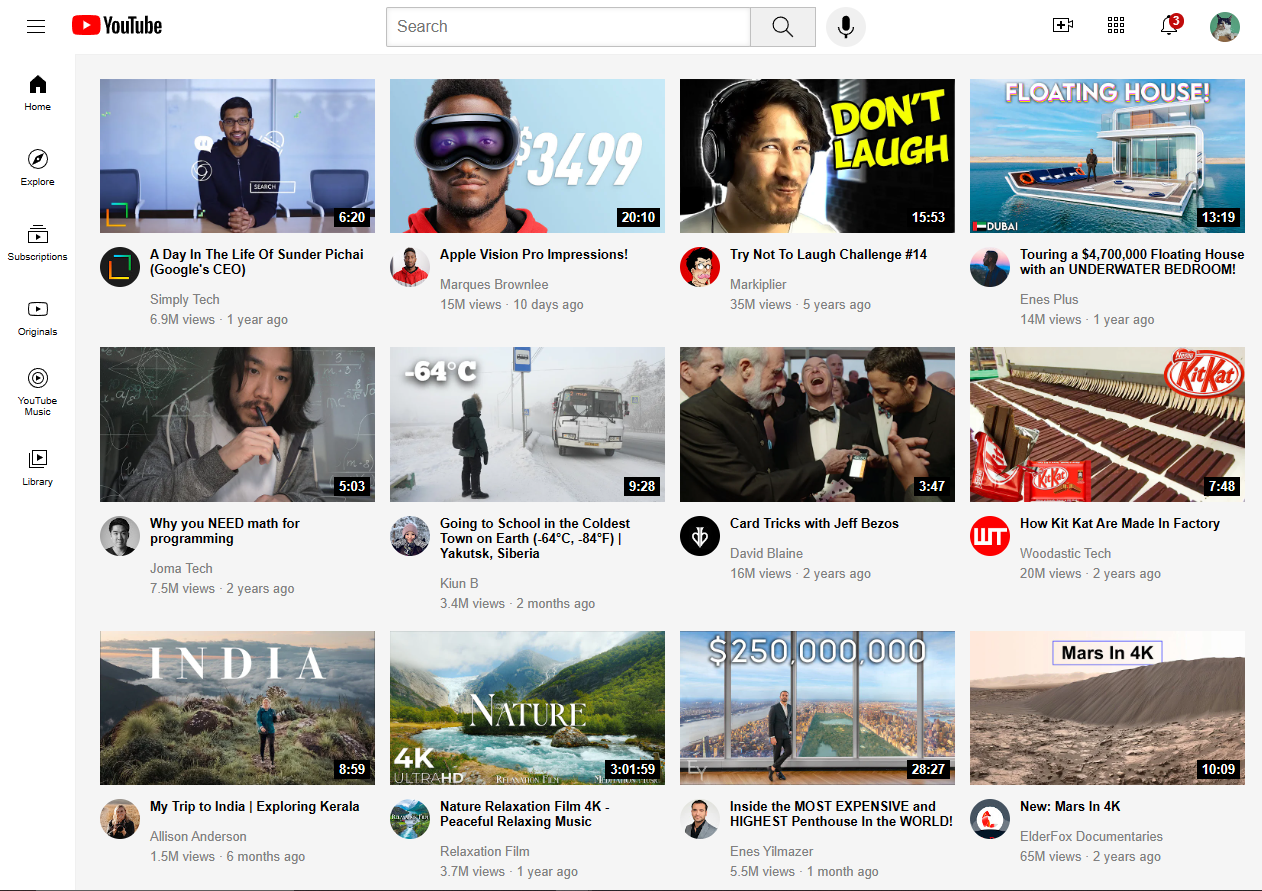 YouTube
Search
3
Home
Explore
Subscriptions
Originals
YouTube
Music
Library
SEARCH
6:20
A Day In The Life Of Sunder Pichai
(Google's CEO)
Simply Tech
6.9M views · 1 year ago
$3499
20:10
Apple Vision Pro Impressions!
Marques Brownlee
15M views · 10 days ago
DON'T
LAUGH
15:53
Try Not To Laugh Challenge #14
Markiplier
35M views · 5 years ago
FLOATING HOUSE!
DUBAI
13:19
Touring a $4,700,000 Floating House
with an UNDERWATER BEDROOM!
Enes Plus
14M views · 1 year ago
5:03
Why you NEED math for
programming
Joma Tech
7.5M views · 2 years ago
-64°C
9:28
Going to School in the Coldest
Town on Earth (-64°C, -84°F) |
Yakutsk, Siberia
Kiun B
3.4M views · 2 months ago
3:47
Card Tricks with Jeff Bezos
David Blaine
16M views · 2 years ago
Nestle
KitKat
KitKat
7:48
WT
How Kit Kat Are Made In Factory
Woodastic Tech
20M views · 2 years ago
INDIA
8:59
My Trip to India | Exploring Kerala
Allison Anderson
1.5M views · 6 months ago
NATURE
4K
ULTRAHD
RELAXATION FILM
MEDITATION MUSIC
3:01:59
RELAXATION FILM
Nature Relaxation Film 4K -
Peaceful Relaxing Music
Relaxation Film
3.7M views · 1 year ago
$250,000,000
EY
28:27
Inside the MOST EXPENSIVE and
HIGHEST Penthouse In the WORLD!
Enes Yilmazer
5.5M views · 1 month ago
Mars In 4K
10:09
New: Mars In 4K
ElderFox Documentaries
65M views · 2 years ago